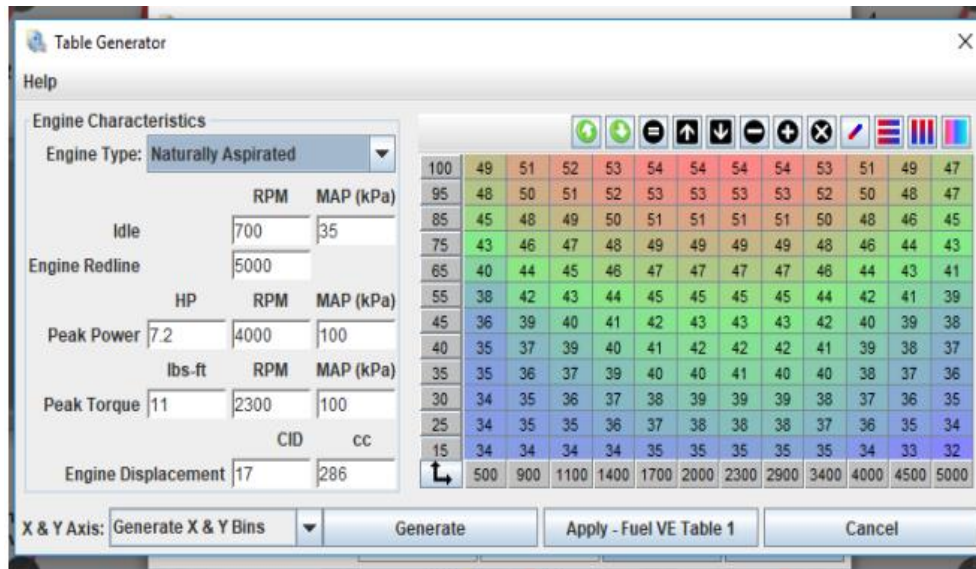 Table Generator
Help
Engine Characteristics
Engine Type: Naturally Aspirated
RPM MAP (kPa)
Idle 700 35
Engine Redline 5000
HP RPM MAP (kPa)
Peak Power 7.2 4000 100
lbs-ft RPM MAP (kPa)
Peak Torque 11 2300 100
CID cc
Engine Displacement 17 286
100 49 51 52 53 54 54 54 54 53 51 49 47
95 48 50 51 52 53 53 53 53 52 50 48 47
85 45 48 49 50 51 51 51 51 50 48 46 45
75 43 46 47 48 49 49 49 49 48 46 44 43
65 40 44 45 46 47 47 47 47 46 44 43 41
55 38 42 43 44 45 45 45 45 44 42 41 39
45 36 39 40 41 42 43 43 43 42 40 39 38
40 35 37 39 40 41 42 42 42 41 39 38 37
35 35 36 37 39 40 40 41 40 40 38 37 36
30 34 35 36 37 38 39 39 39 38 37 36 35
25 34 35 35 36 37 38 38 38 37 36 35 34
15 34 34 34 34 35 35 35 35 35 34 33 32
500 900 1100 1400 1700 2000 2300 2900 3400 4000 4500 5000
X & Y Axis: Generate X & Y Bins Generate Apply - Fuel VE Table 1 Cancel